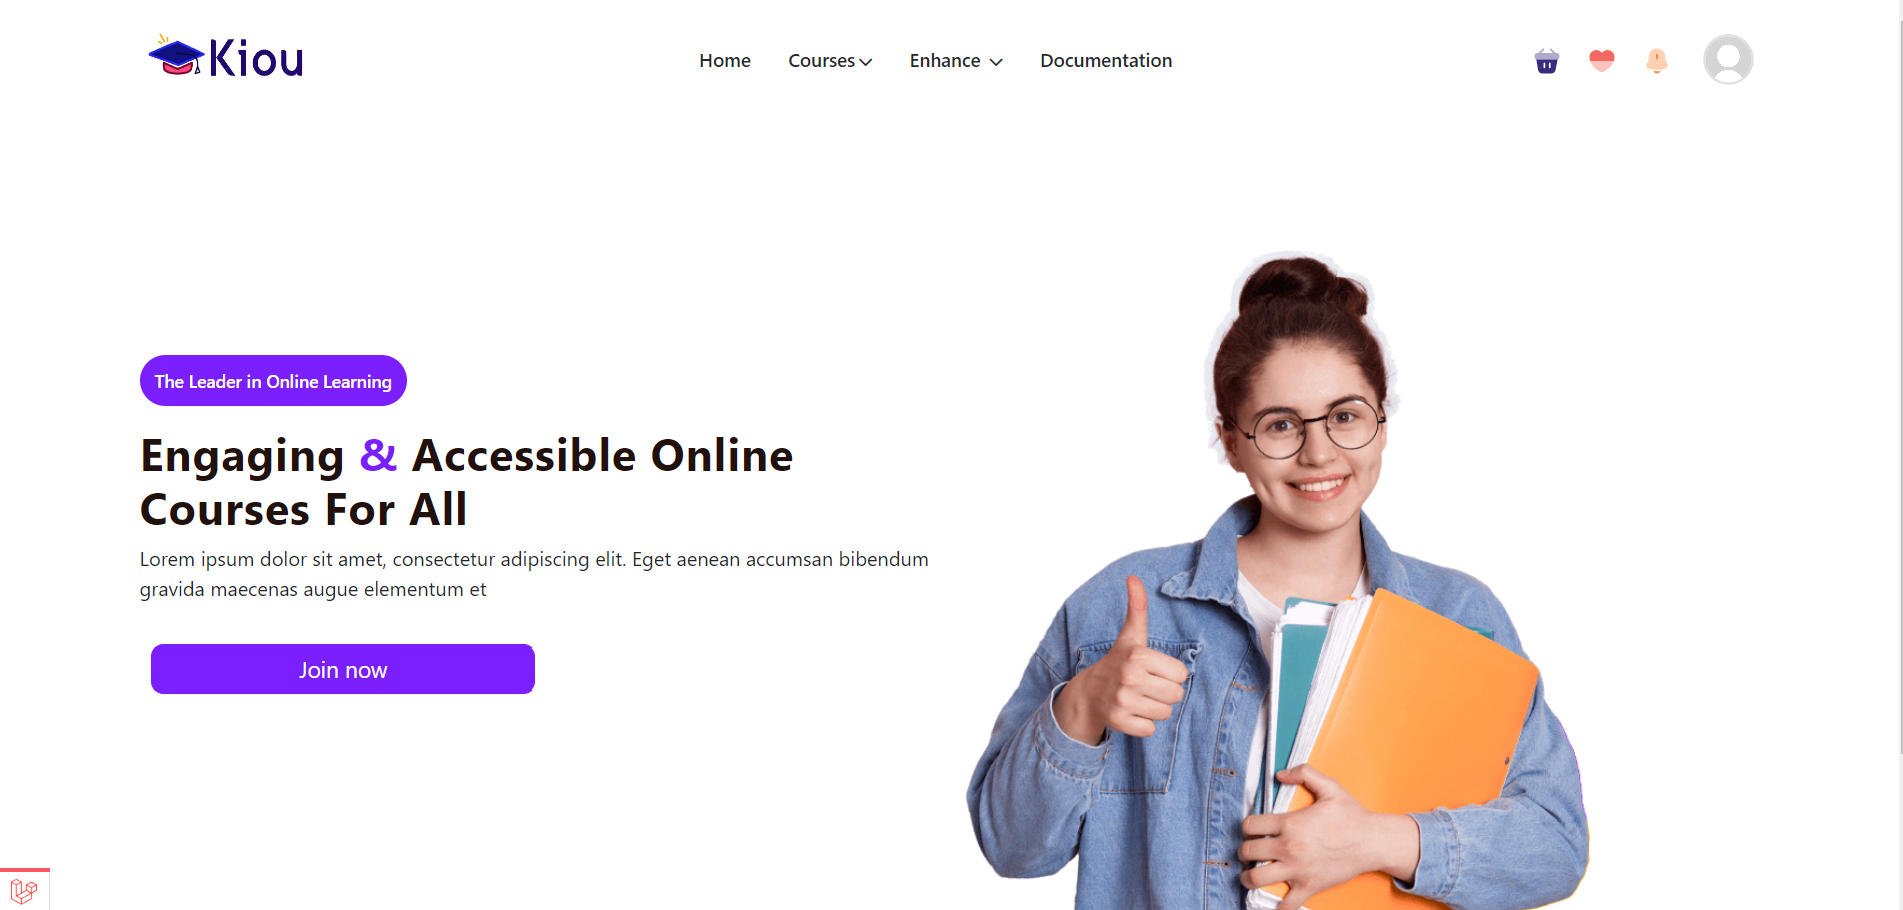 Kiou
Home Courses Enhance Documentation
The Leader in Online Learning
Engaging & Accessible Online
Courses For All
Lorem ipsum dolor sit amet, consectetur adipiscing elit. Eget aenean accumsan bibendum
gravida maecenas augue elementum et
Join now